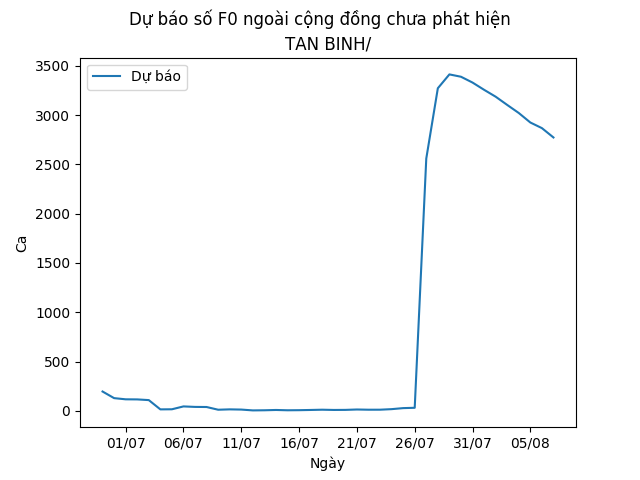 Dự báo số F0 ngoài cộng đồng chưa phát hiện
TAN BINH/
Dự báo
3500
3000
2500
2000
1500
1000
500
0
Ca
01/07 06/07 11/07 16/07 21/07 26/07 31/07 05/08
Ngày